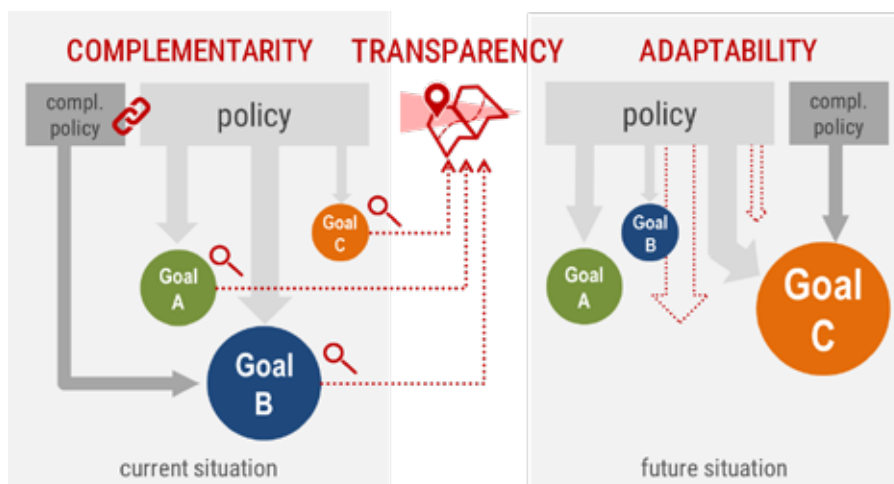 COMPLEMENTARITY
TRANSPARENCY
ADAPTABILITY
compl.
policy
policy
policy
compl.
policy
Goal
C
Goal
A
Goal
B
Goal
B
Goal
A
Goal
C
current situation
future situation